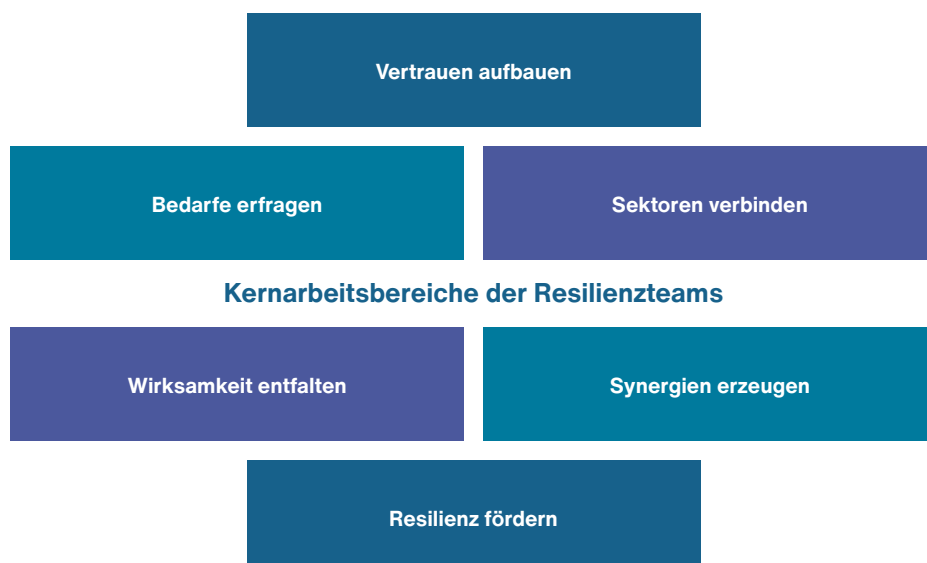 Vertrauen aufbauen
Bedarfe erfragen
Sektoren verbinden
Kernarbeitsbereiche der Resilienzteams
Wirksamkeit entfalten
Synergien erzeugen
Resilienz fördern